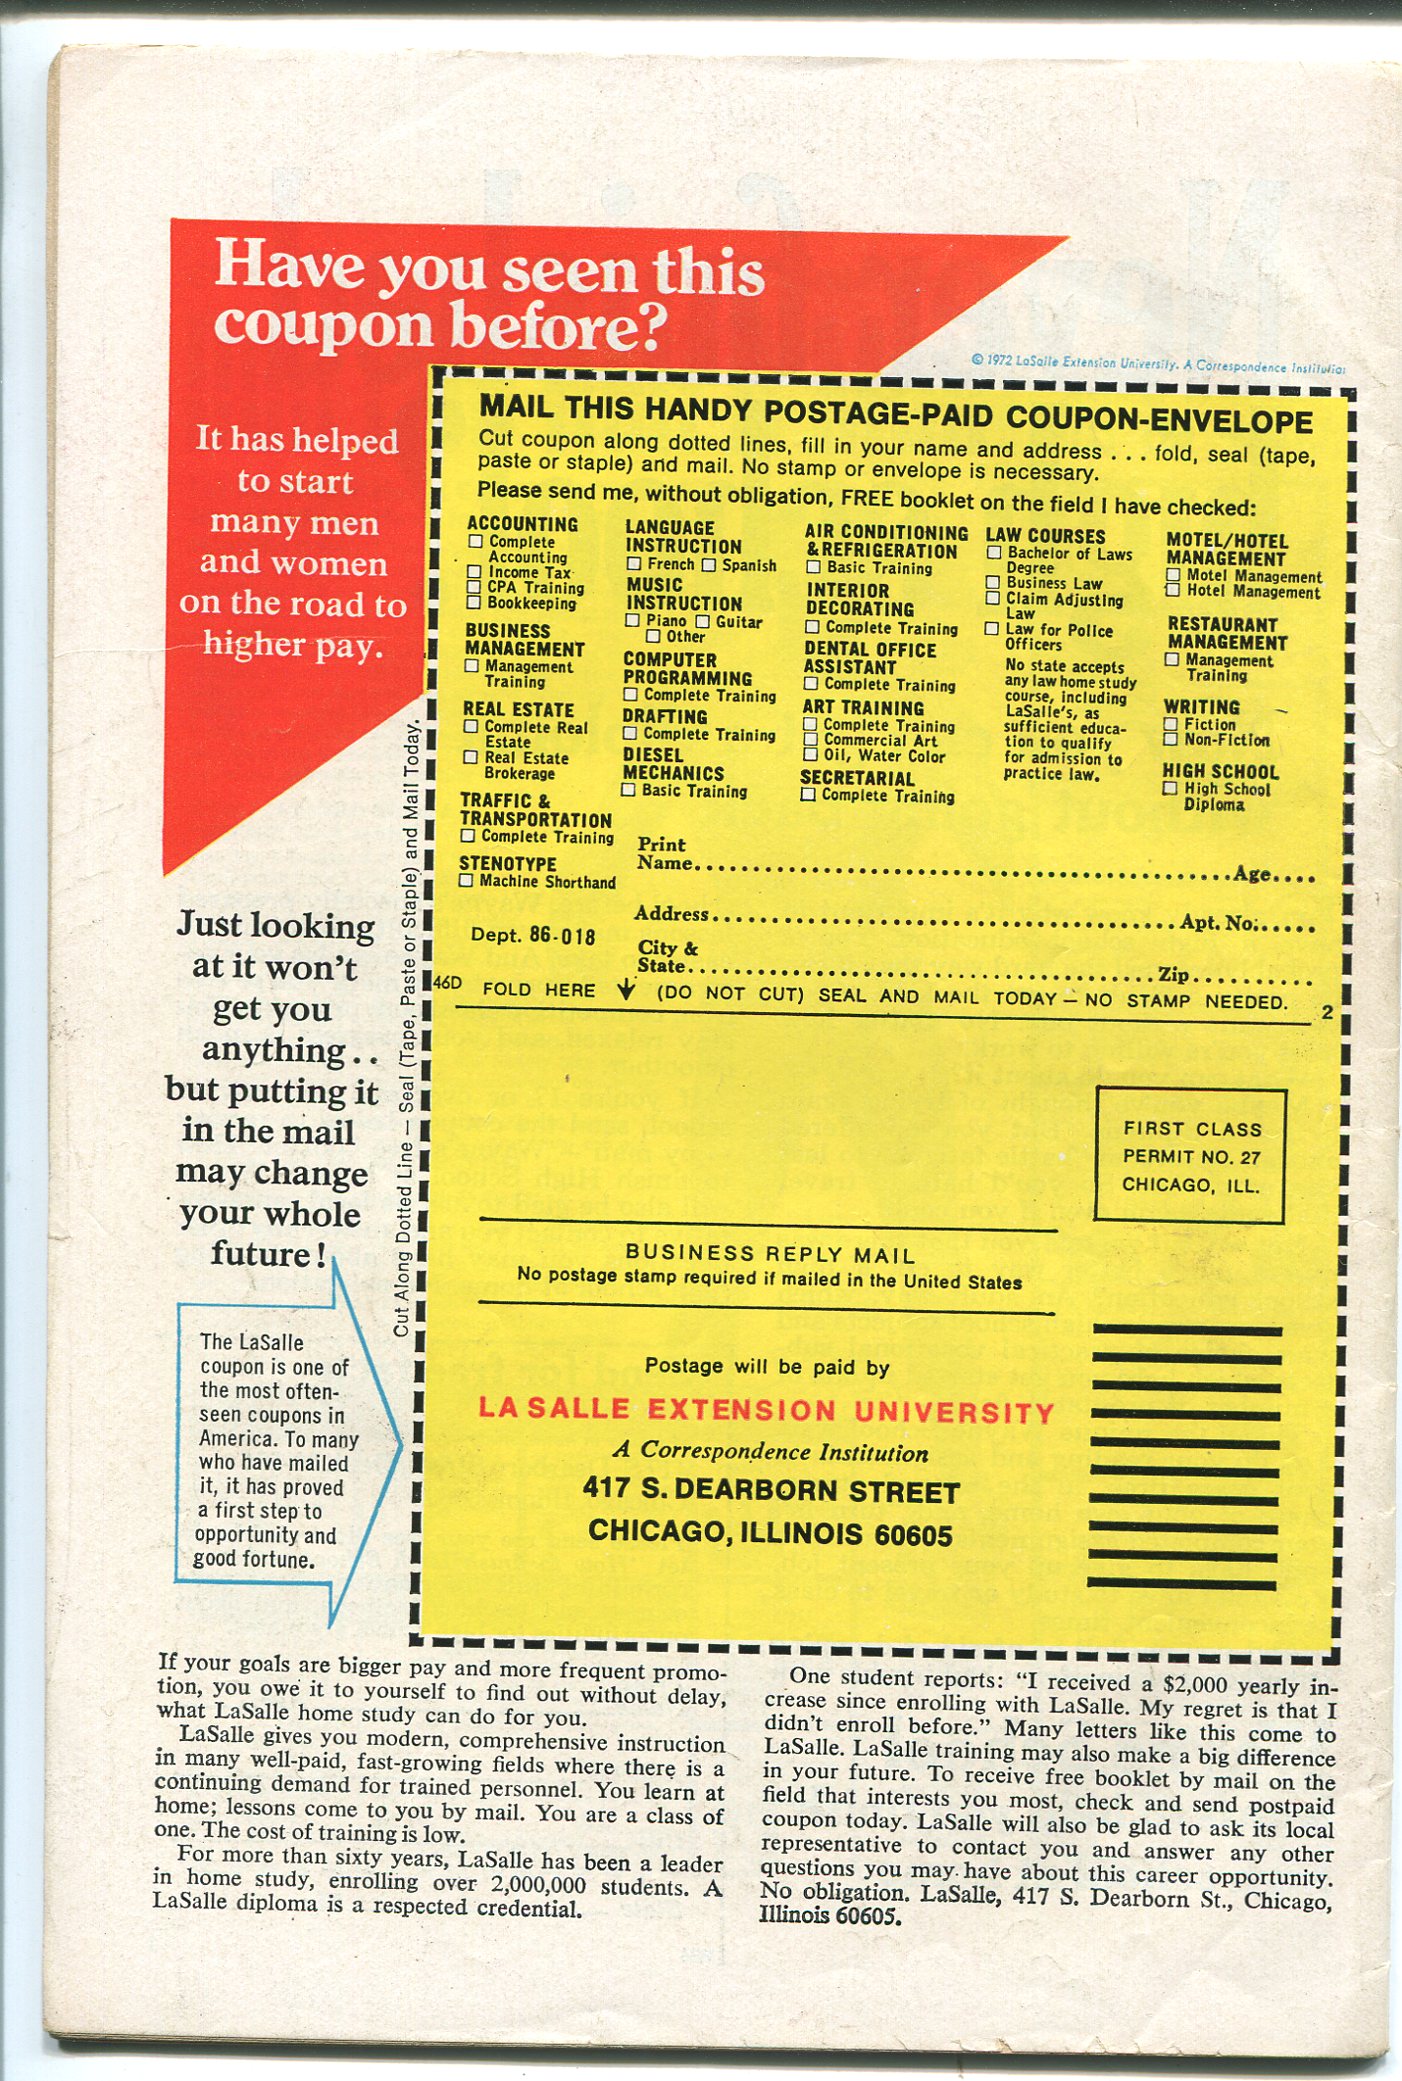 Have you seen this
coupon before?
© 1972 LaSalle Extension University. A Correspondence Institution
It has helped
to start
many men
and women
on the road to
higher pay.
MAIL THIS HANDY POSTAGE-PAID COUPON-ENVELOPE
Cut coupon along dotted lines, fill in your name and address . . . fold, seal (tape,
paste or staple) and mail. No stamp or envelope is necessary.
Please send me, without obligation, FREE booklet on the field I have checked:
ACCOUNTING
☐ Complete
Accounting
☐ Income Tax
☐ CPA Training
☐ Bookkeeping
BUSINESS
MANAGEMENT
☐ Management
Training
REAL ESTATE
☐ Complete Real
Estate
☐ Real Estate
Brokerage
TRAFFIC &
TRANSPORTATION
☐ Complete Training
STENOTYPE
☐ Machine Shorthand
LANGUAGE
INSTRUCTION
☐ French ☐ Spanish
MUSIC
INSTRUCTION
☐ Piano ☐ Guitar
☐ Other
COMPUTER
PROGRAMMING
☐ Complete Training
DRAFTING
☐ Complete Training
DIESEL
MECHANICS
☐ Basic Training
AIR CONDITIONING
& REFRIGERATION
☐ Basic Training
INTERIOR
DECORATING
☐ Complete Training
DENTAL OFFICE
ASSISTANT
☐ Complete Training
ART TRAINING
☐ Complete Training
☐ Commercial Art
☐ Oil, Water Color
SECRETARIAL
☐ Complete Training
LAW COURSES
☐ Bachelor of Laws
Degree
☐ Business Law
☐ Claim Adjusting
Law
☐ Law for Police
Officers
No state accepts
any law home study
course, including
LaSalle's, as
sufficient educa-
tion to qualify
for admission to
practice law.
MOTEL/HOTEL
MANAGEMENT
☐ Motel Management
☐ Hotel Management
RESTAURANT
MANAGEMENT
☐ Management
Training
WRITING
☐ Fiction
☐ Non-Fiction
HIGH SCHOOL
☐ High School
Diploma
Print
Name........................................Age....
Address........................................Apt. No......
Dept. 86-018
City &
State........................................Zip..........
46D FOLD HERE ↓ (DO NOT CUT) SEAL AND MAIL TODAY — NO STAMP NEEDED. 2
Cut Along Dotted Line — Seal (Tape, Paste or Staple) and Mail Today.
Just looking
at it won't
get you
anything..
but putting it
in the mail
may change
your whole
future!
FIRST CLASS
PERMIT NO. 27
CHICAGO, ILL.
BUSINESS REPLY MAIL
No postage stamp required if mailed in the United States
Postage will be paid by
LA SALLE EXTENSION UNIVERSITY
A Correspondence Institution
417 S. DEARBORN STREET
CHICAGO, ILLINOIS 60605
The LaSalle
coupon is one of
the most often-
seen coupons in
America. To many
who have mailed
it, it has proved
a first step to
opportunity and
good fortune.
If your goals are bigger pay and more frequent promo-
tion, you owe it to yourself to find out without delay,
what LaSalle home study can do for you.
LaSalle gives you modern, comprehensive instruction
in many well-paid, fast-growing fields where there is a
continuing demand for trained personnel. You learn at
home; lessons come to you by mail. You are a class of
one. The cost of training is low.
For more than sixty years, LaSalle has been a leader
in home study, enrolling over 2,000,000 students. A
LaSalle diploma is a respected credential.
One student reports: "I received a $2,000 yearly in-
crease since enrolling with LaSalle. My regret is that I
didn't enroll before." Many letters like this come to
LaSalle. LaSalle training may also make a big difference
in your future. To receive free booklet by mail on the
field that interests you most, check and send postpaid
coupon today. LaSalle will also be glad to ask its local
representative to contact you and answer any other
questions you may have about this career opportunity.
No obligation. LaSalle, 417 S. Dearborn St., Chicago,
Illinois 60605.